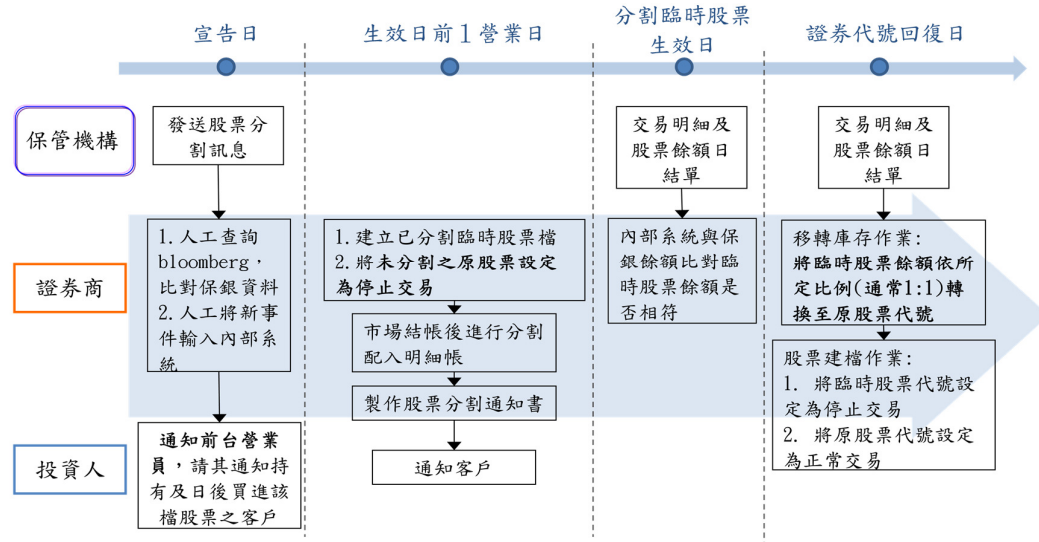 宣告日
生效日前1營業日
分割臨時股票
生效日
證券代號回復日
保管機構
發送股票分
割訊息
交易明細及
股票餘額日
結單
交易明細及
股票餘額日
結單
證券商
1.人工查詢
bloomberg,
比對保銀資料
2.人工將新事
件輸入內部系
統
1.建立已分割臨時股票檔
2.將未分割之原股票設定
為停止交易
市場結帳後進行分割
配入明細帳
製作股票分割通知書
內部系統與保
銀餘額比對臨
時股票餘額是
否相符
移轉庫存作業:
將臨時股票餘額依所
定比例(通常1:1)轉
換至原股票代號
股票建檔作業:
1. 將臨時股票代號設
定為停止交易
2. 將原股票代號設定
為正常交易
投資人
通知前台營業
員,請其通知持
有及日後買進該
檔股票之客戶
通知客戶